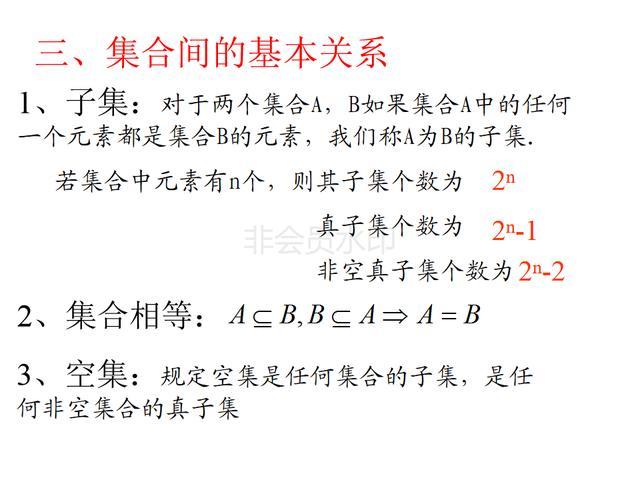 三、集合间的基本关系
1、子集：对于两个集合A，B如果集合A中的任何
一个元素都是集合B的元素，我们称A为B的子集.
若集合中元素有n个，则其子集个数为 2ⁿ
真子集个数为 2ⁿ-1
非会员水印
非空真子集个数为 2ⁿ-2
2、集合相等：A ⊆ B, B ⊆ A ⇒ A = B
3、空集：规定空集是任何集合的子集，是任
何非空集合的真子集